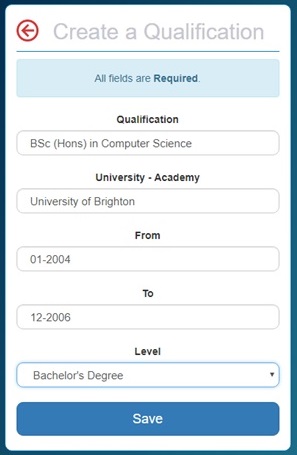 Create a Qualification
All fields are Required.
Qualification
BSc (Hons) in Computer Science
University - Academy
University of Brighton
From
01-2004
To
12-2006
Level
Bachelor's Degree
Save